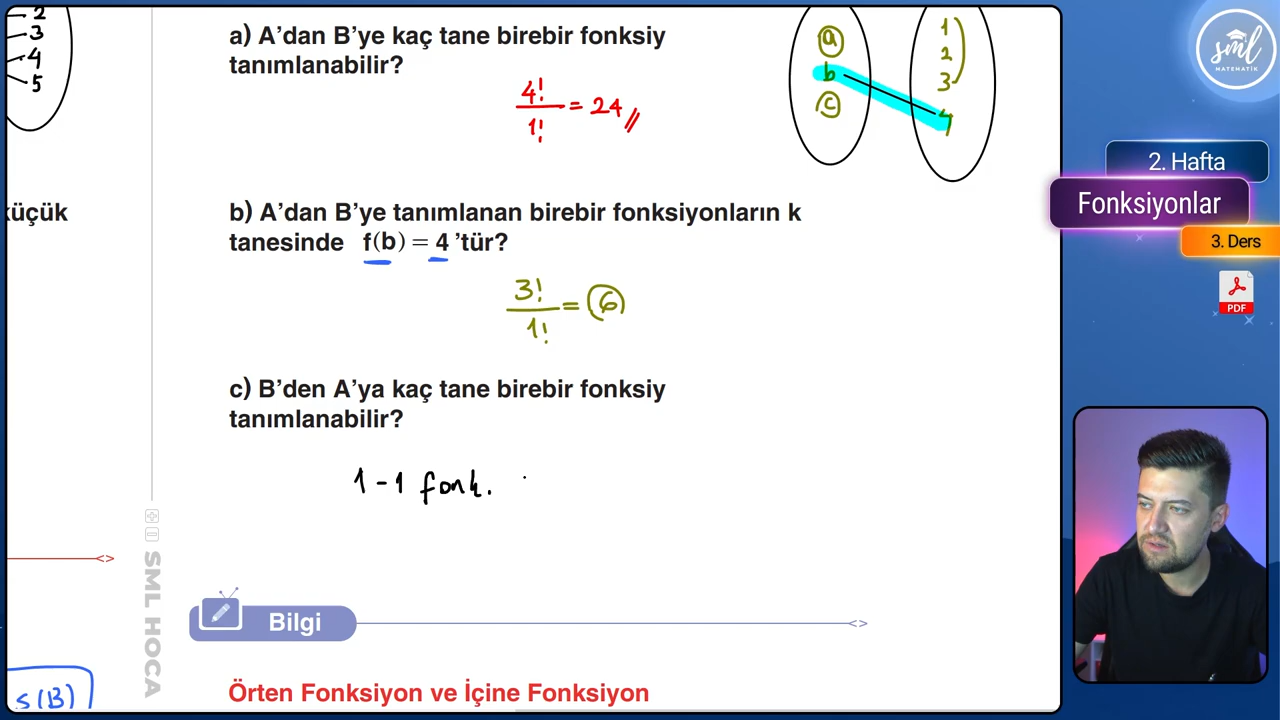 2
3
4
5
a) A'dan B'ye kaç tane birebir fonksiy
tanımlanabilir?
4!
1!
= 24
a
b
c
1
2
3
4
küçük
b) A'dan B'ye tanımlanan birebir fonksiyonların k
tanesinde f(b) = 4 'tür?
3!
1!
= 6
c) B'den A'ya kaç tane birebir fonksiy
tanımlanabilir?
1-1 fonk.
SML HOCA
Bilgi
s(B)
Örten Fonksiyon ve İçine Fonksiyon
sml
MATEMATİK
2. Hafta
Fonksiyonlar
3. Ders
PDF